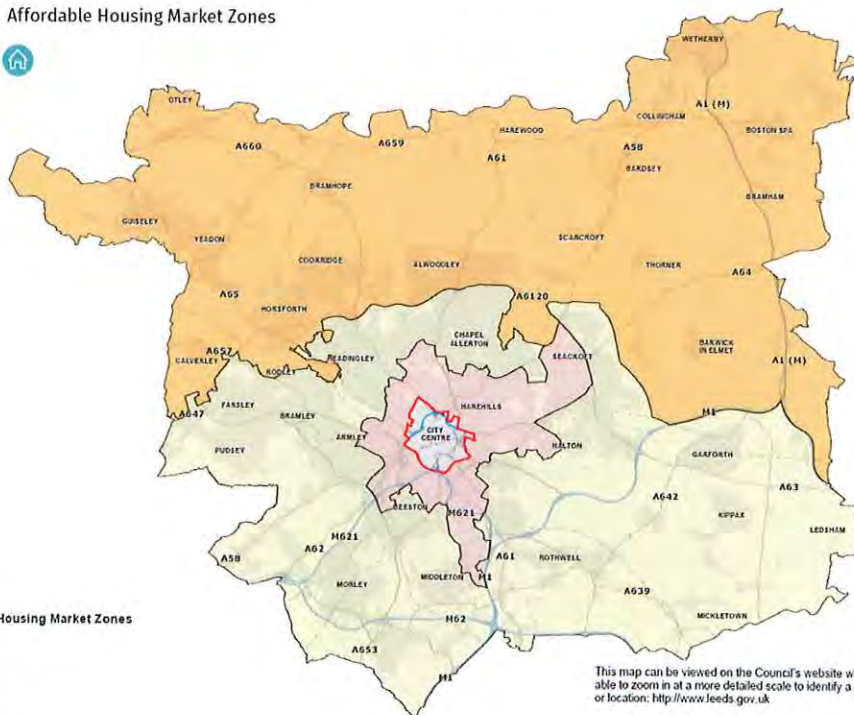 Affordable Housing Market Zones
WETHERBY
OTLEY
A1 (M)
COLLINGHAM
HAREWOOD
BOSTON SPA
A660
A659
A61
A58
BARDSEY
BRAMHOPE
BRAMHAM
GUISELEY
YEADON
SCARCROFT
COOKRIDGE
ALWOODLEY
THORNER
A64
A65
A6120
HORSFORTH
CHAPEL
ALLERTON
BARWICK
IN ELMET
A657
CALVERLEY
HEADINGLEY
SEACROFT
A1 (M)
RODLEY
A647
FARSLEY
HAREHILLS
M1
BRAMLEY
CITY
CENTRE
ARMLEY
HALTON
PUDSEY
GARFORTH
A63
A642
BEESTON
M621
KIPPAX
LEDSHAM
M621
A62
A58
A61
ROTHWELL
MORLEY
MIDDLETON
M1
A639
Housing Market Zones
M62
MICKLETOWN
A653
M1
This map can be viewed on the Council's website w
able to zoom in at a more detailed scale to identify a
or location: http://www.leeds.gov.uk